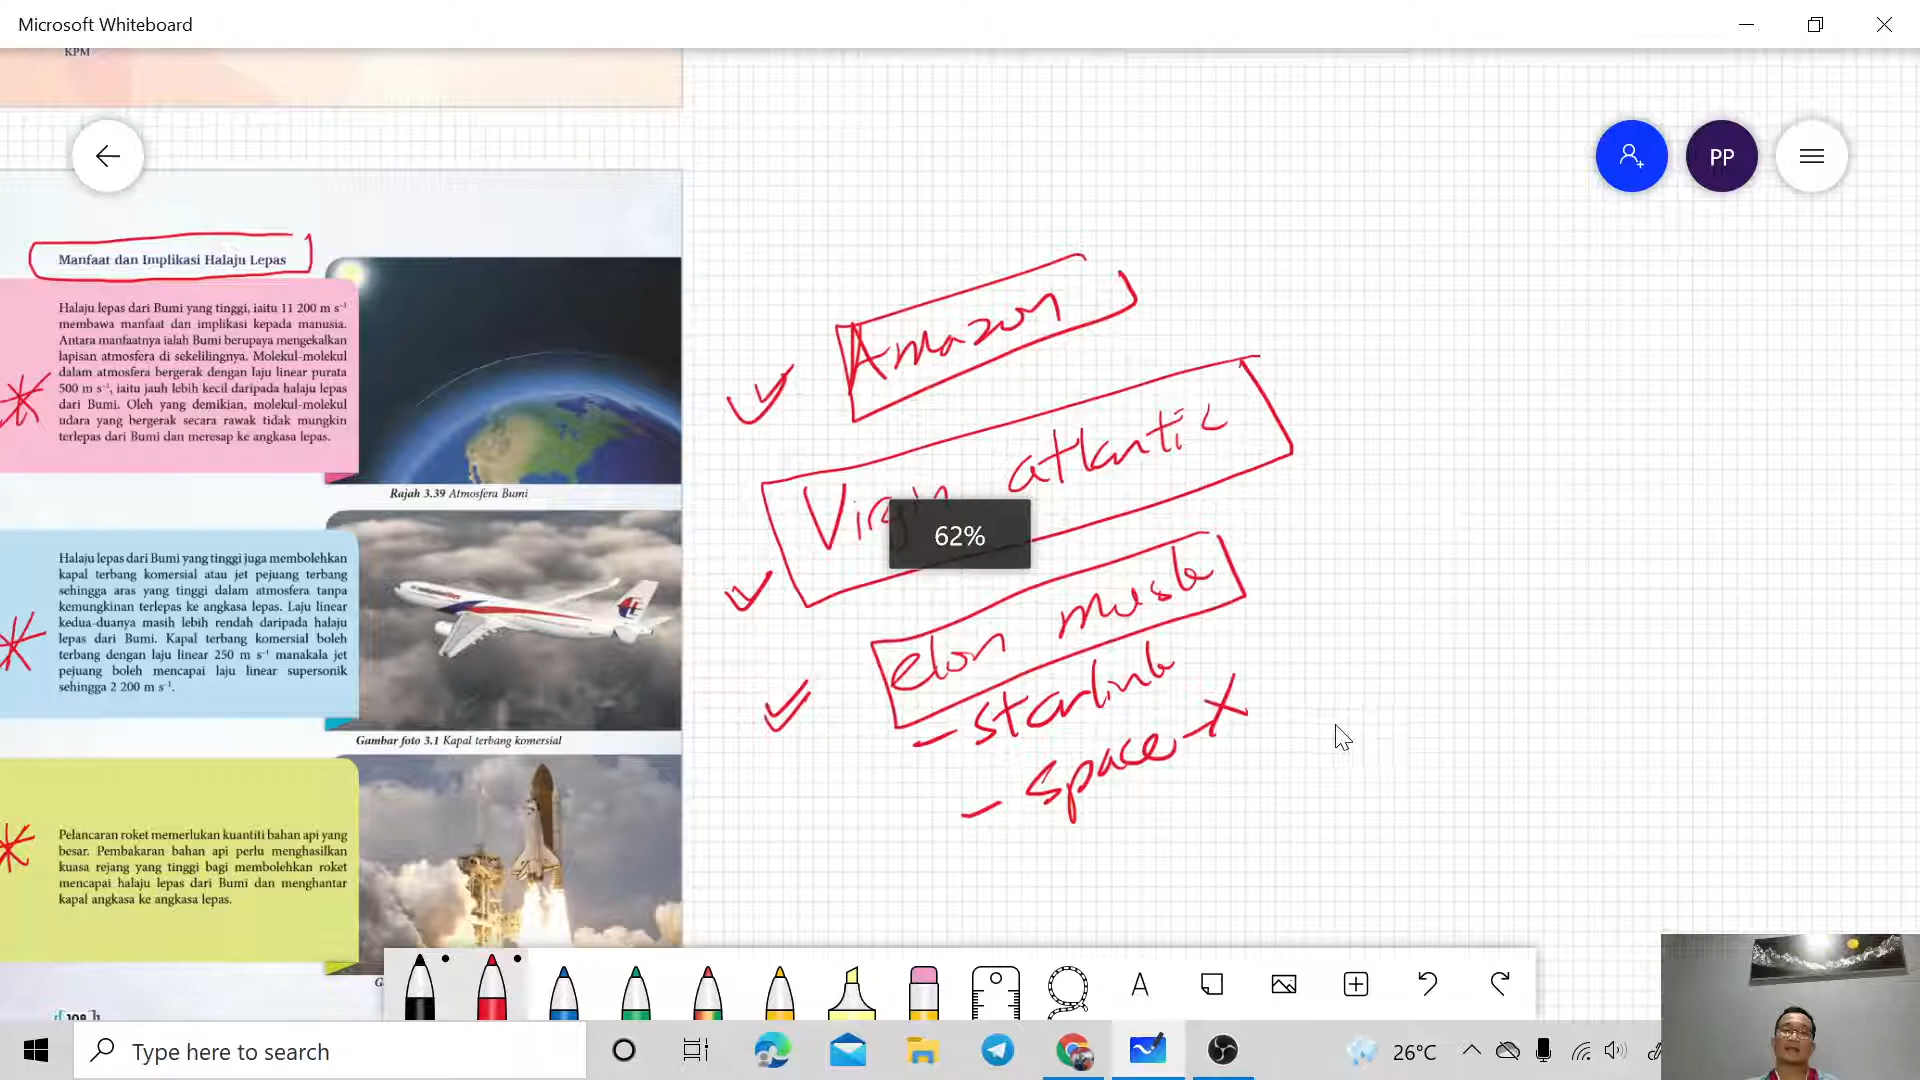 Microsoft Whiteboard
KPM
PP
Manfaat dan Implikasi Halaju Lepas
Halaju lepas dari Bumi yang tinggi, iaitu 11 200 m s⁻¹
membawa manfaat dan implikasi kepada manusia.
Antara manfaatnya ialah Bumi berupaya mengekalkan
lapisan atmosfera di sekelilingnya. Molekul-molekul
dalam atmosfera bergerak dengan laju linear purata
500 m s⁻¹, iaitu jauh lebih kecil daripada halaju lepas
dari Bumi. Oleh yang demikian, molekul-molekul
udara yang bergerak secara rawak tidak mungkin
terlepas dari Bumi dan meresap ke angkasa lepas.
Rajah 3.39 Atmosfera Bumi
Halaju lepas dari Bumi yang tinggi juga membolehkan
kapal terbang komersial atau jet pejuang terbang
sehingga aras yang tinggi dalam atmosfera tanpa
kemungkinan terlepas ke angkasa lepas. Laju linear
kedua-duanya masih lebih rendah daripada halaju
lepas dari Bumi. Kapal terbang komersial boleh
terbang dengan laju linear 250 m s⁻¹ manakala jet
pejuang boleh mencapai laju linear supersonik
sehingga 2 200 m s⁻¹.
Gambar foto 3.1 Kapal terbang komersial
Pelancaran roket memerlukan kuantiti bahan api yang
besar. Pembakaran bahan api perlu menghasilkan
kuasa rejang yang tinggi bagi membolehkan roket
mencapai halaju lepas dari Bumi dan menghantar
kapal angkasa ke angkasa lepas.
108
Amazon
Virgin atlantic
62%
elon musk
- starlink
- space-X
Type here to search
26°C